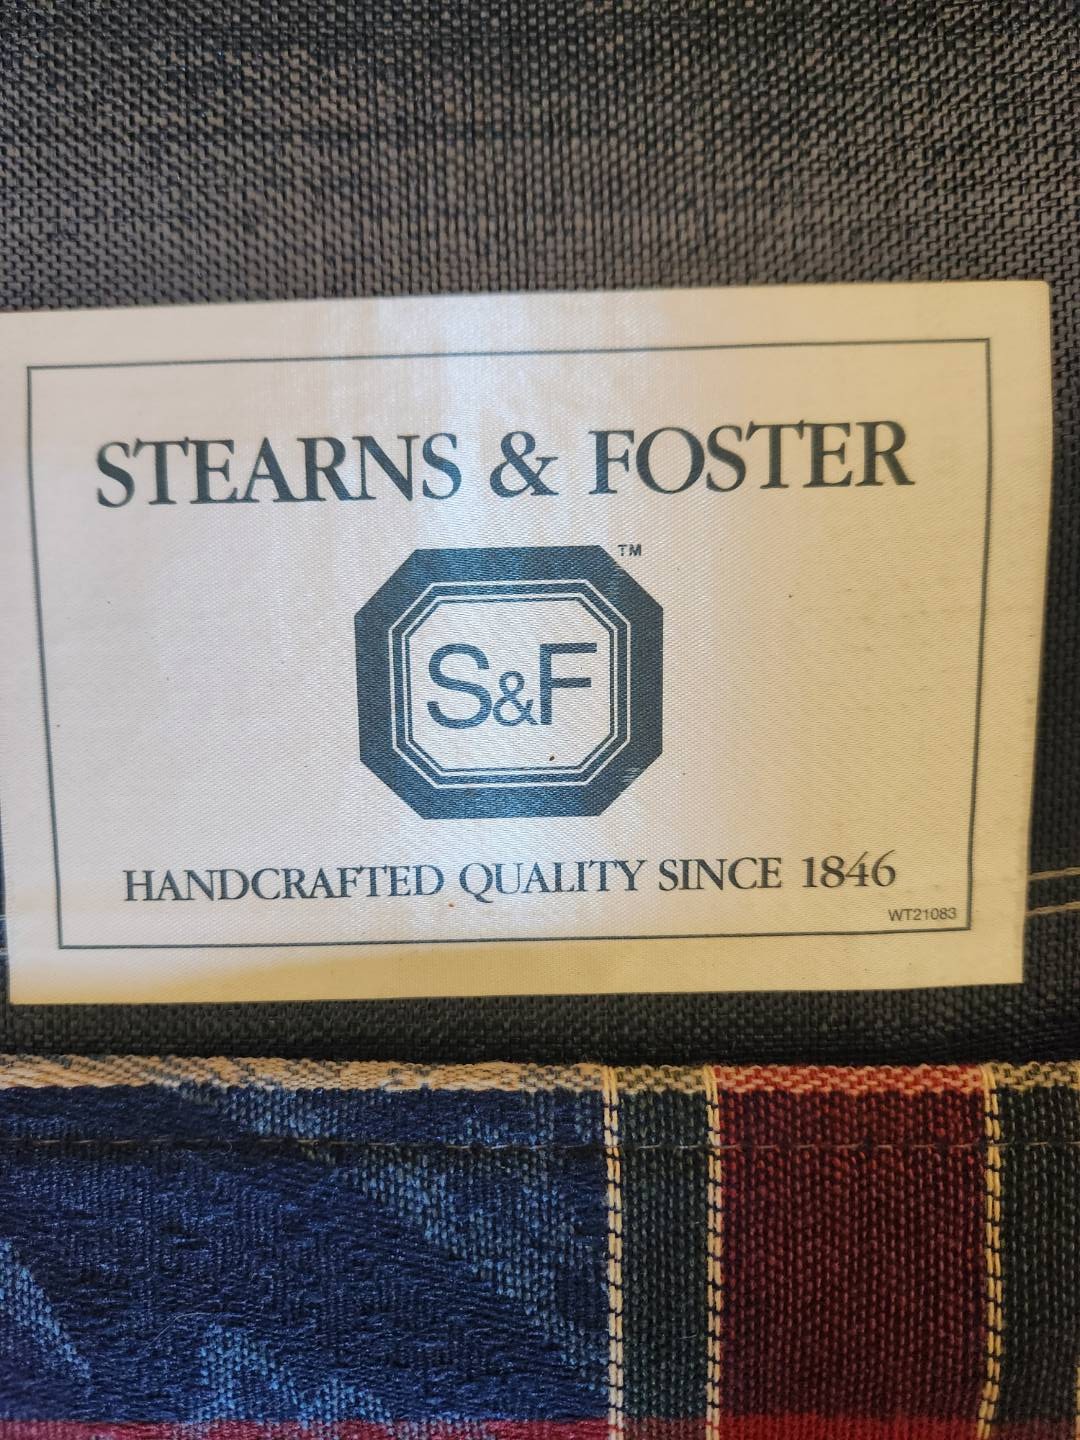 STEARNS & FOSTER
TM
S&F
HANDCRAFTED QUALITY SINCE 1846
WT21083